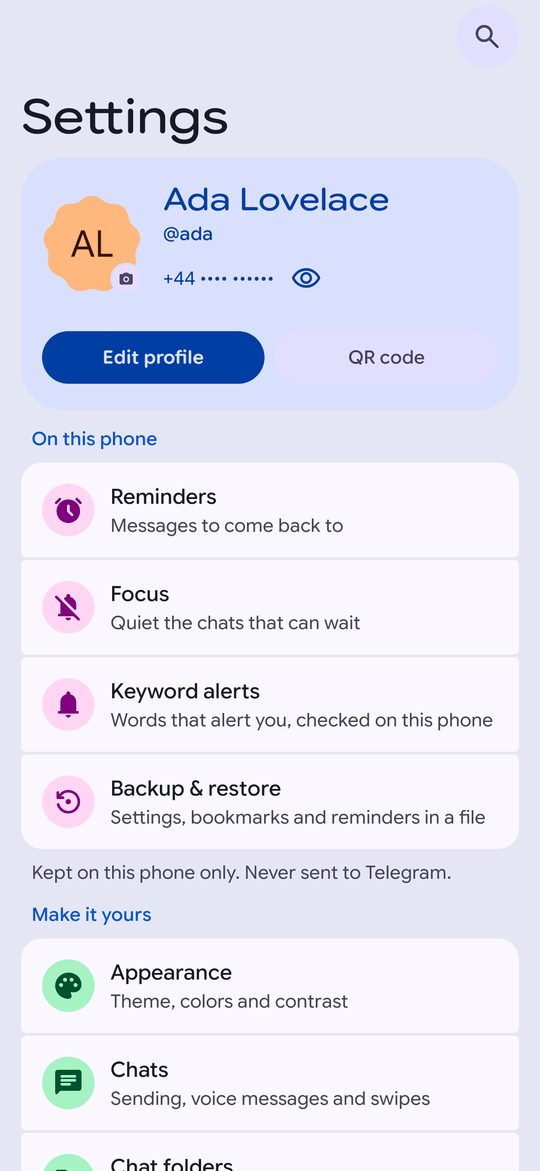 Settings
AL
Ada Lovelace
@ada
+44 •••• ••••••
Edit profile
QR code
On this phone
Reminders
Messages to come back to
Focus
Quiet the chats that can wait
Keyword alerts
Words that alert you, checked on this phone
Backup & restore
Settings, bookmarks and reminders in a file
Kept on this phone only. Never sent to Telegram.
Make it yours
Appearance
Theme, colors and contrast
Chats
Sending, voice messages and swipes
Chat folders